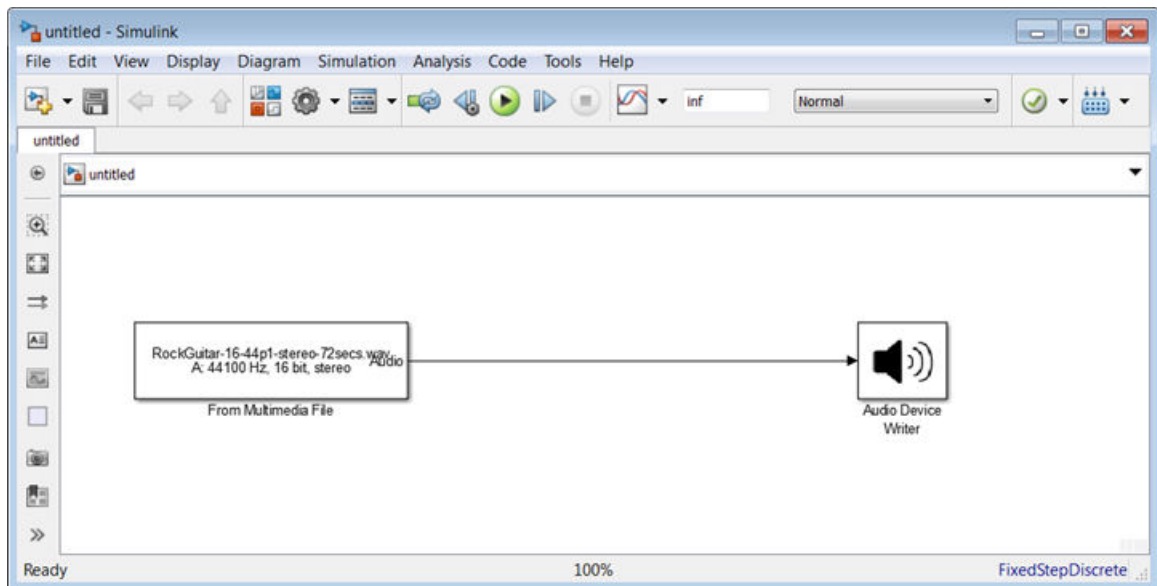 untitled - Simulink
File Edit View Display Diagram Simulation Analysis Code Tools Help
inf Normal
untitled
untitled
RockGuitar-16-44p1-stereo-72secs.wav
Audio
A: 44100 Hz, 16 bit, stereo
From Multimedia File
Audio Device
Writer
Ready 100% FixedStepDiscrete